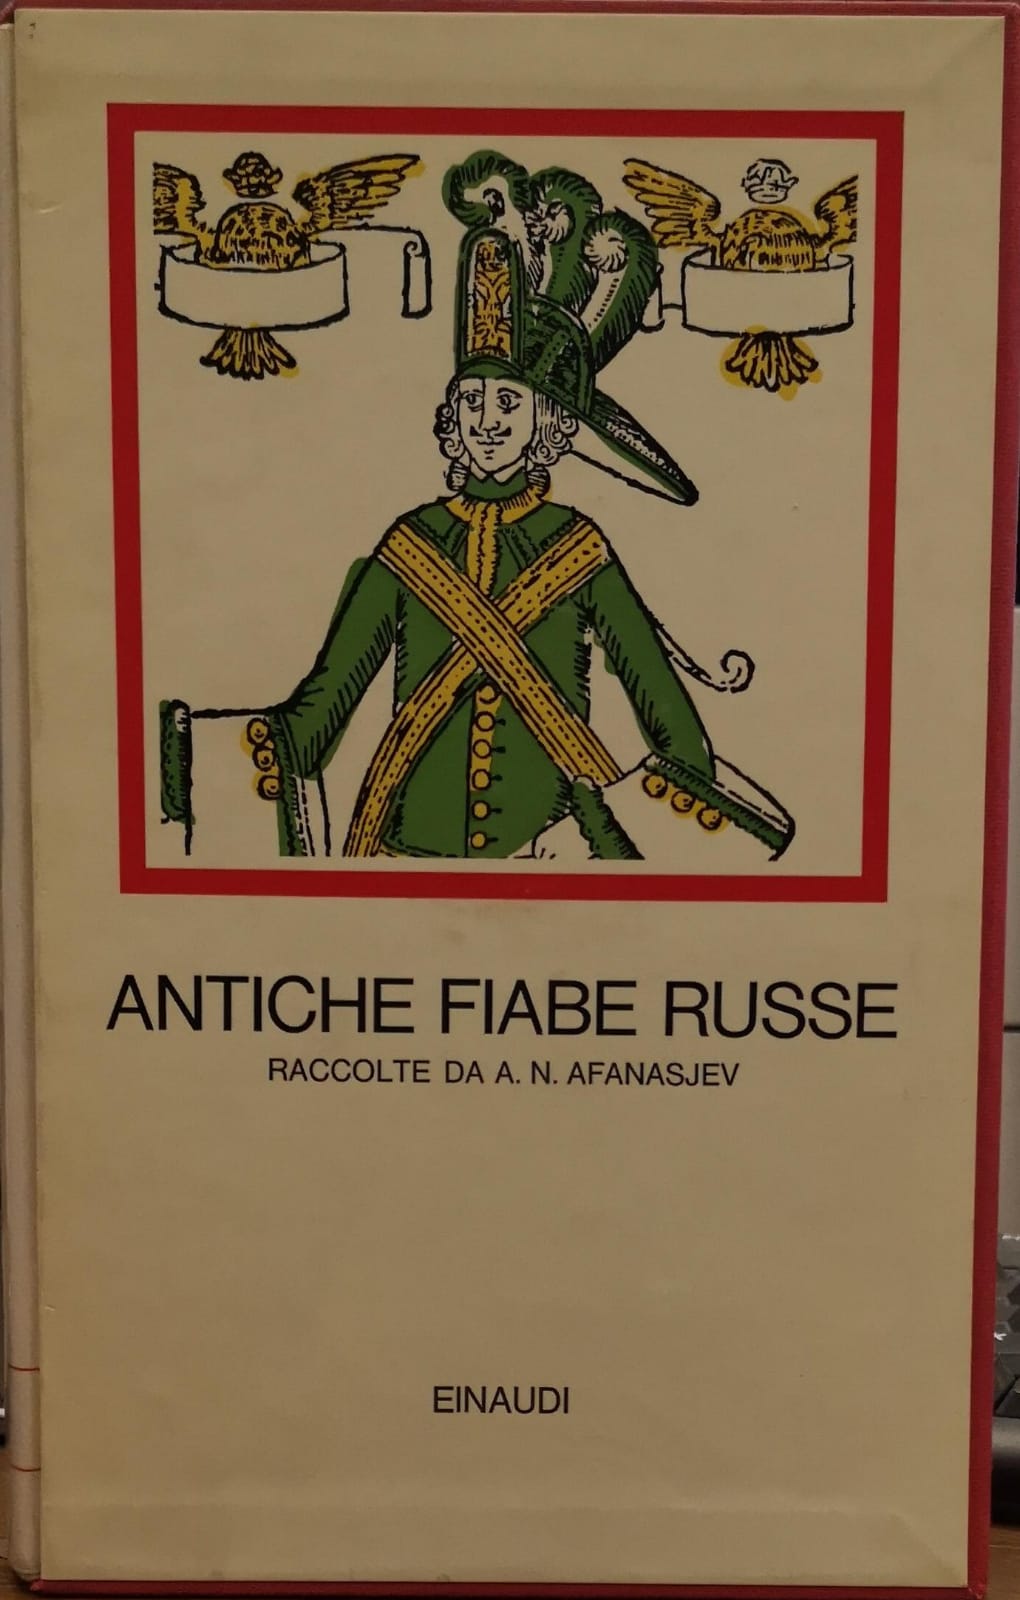 ANTICHE FIABE RUSSE
RACCOLTE DA A. N. AFANASJEV
EINAUDI